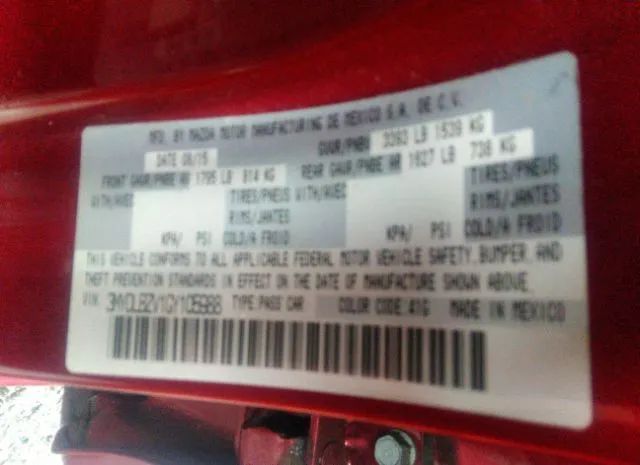 MFD. BY MAZDA MOTOR MANUFACTURING DE MEXICO S.A. DE C.V.
DATE GVWR/PNBV LB KG
FRONT GAWR/PNBE AR 1795 LB 814 KG REAR GAWR/PNBE AR 1627 LB 738 KG
WITH/AVEC TIRES/PNEUS WITH/AVEC TIRES/PNEUS
RIMS/JANTES RIMS/JANTES
KPA/ PSI COLD/A FROID KPA/ PSI COLD/A FROID
THIS VEHICLE CONFORMS TO ALL APPLICABLE FEDERAL MOTOR VEHICLE SAFETY, BUMPER, AND
THEFT PREVENTION STANDARDS IN EFFECT ON THE DATE OF MANUFACTURE SHOWN ABOVE.
VIN: TYPE:PASS CAR COLOR CODE:41G MADE IN MEXICO